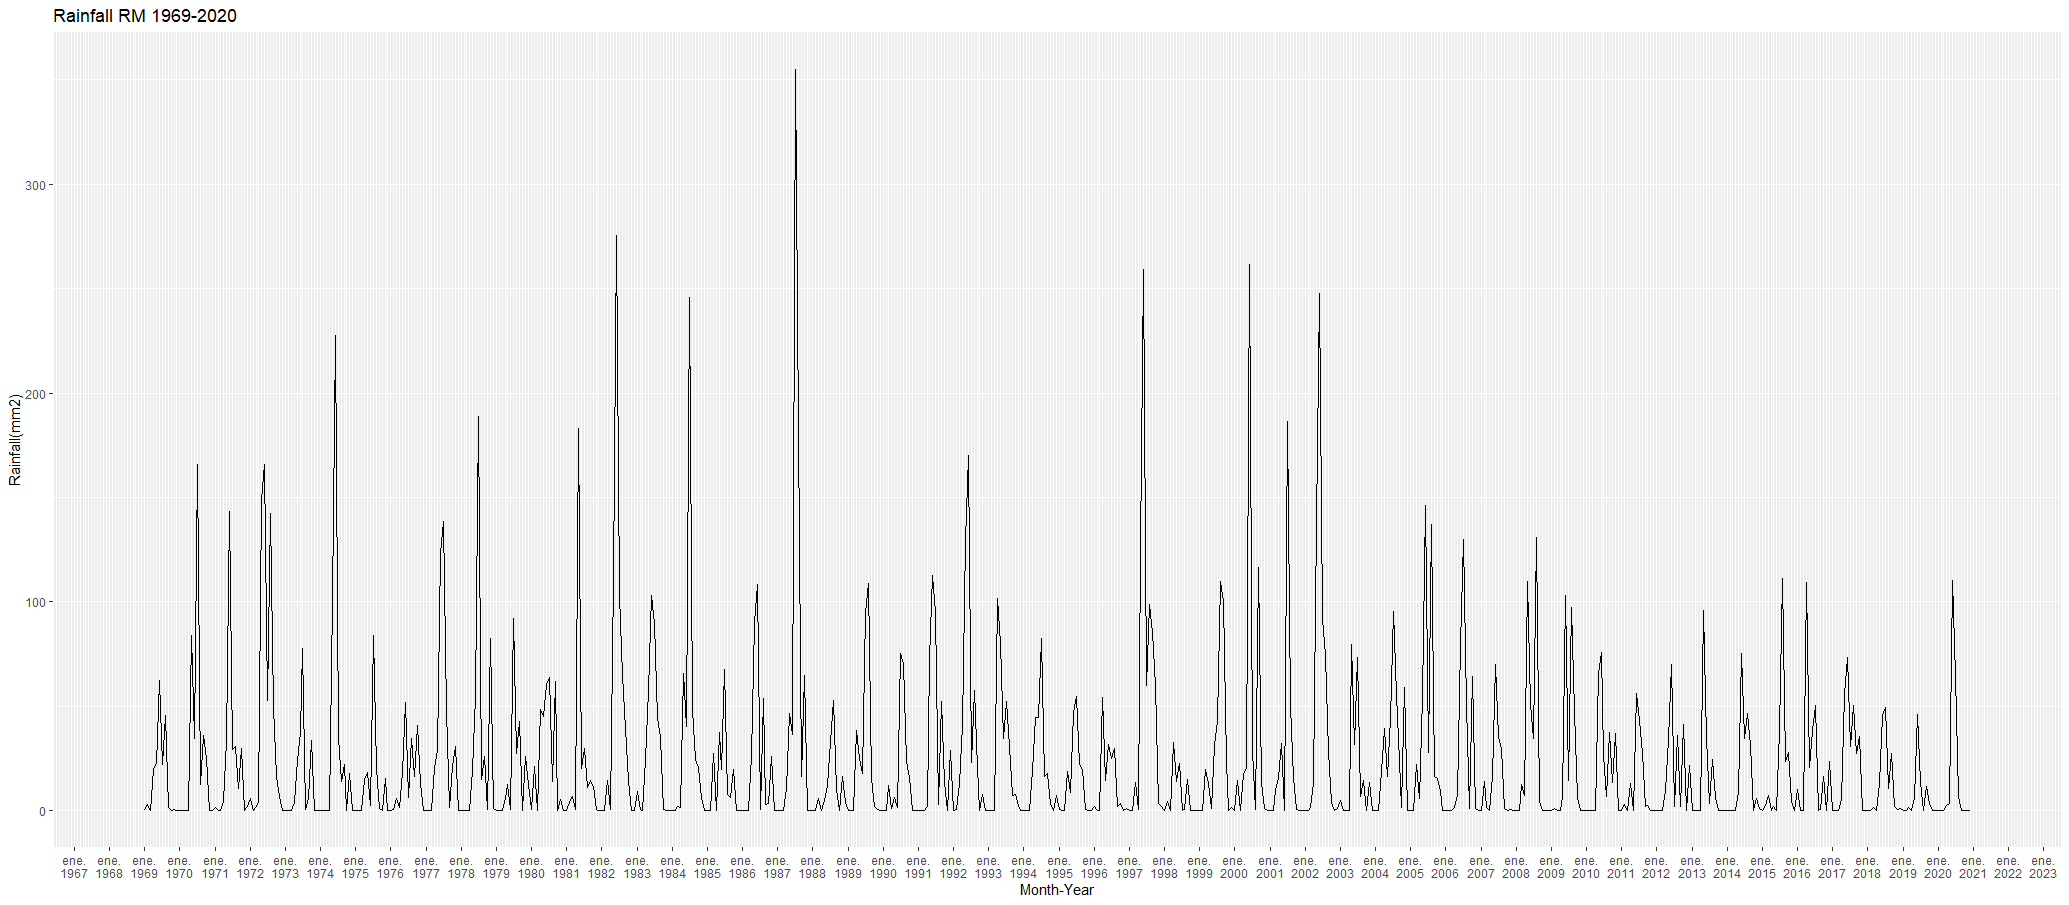 Rainfall RM 1969-2020
Rainfall(mm2)
300
200
100
0
ene. ene. ene. ene. ene. ene. ene. ene. ene. ene. ene. ene. ene. ene. ene. ene. ene. ene. ene. ene. ene. ene. ene. ene. ene. ene. ene. ene. ene. ene. ene. ene. ene. ene. ene. ene. ene. ene. ene. ene. ene. ene. ene. ene. ene. ene. ene. ene. ene. ene. ene. ene. ene. ene. ene. ene. ene.
1967 1968 1969 1970 1971 1972 1973 1974 1975 1976 1977 1978 1979 1980 1981 1982 1983 1984 1985 1986 1987 1988 1989 1990 1991 1992 1993 1994 1995 1996 1997 1998 1999 2000 2001 2002 2003 2004 2005 2006 2007 2008 2009 2010 2011 2012 2013 2014 2015 2016 2017 2018 2019 2020 2021 2022 2023
Month-Year